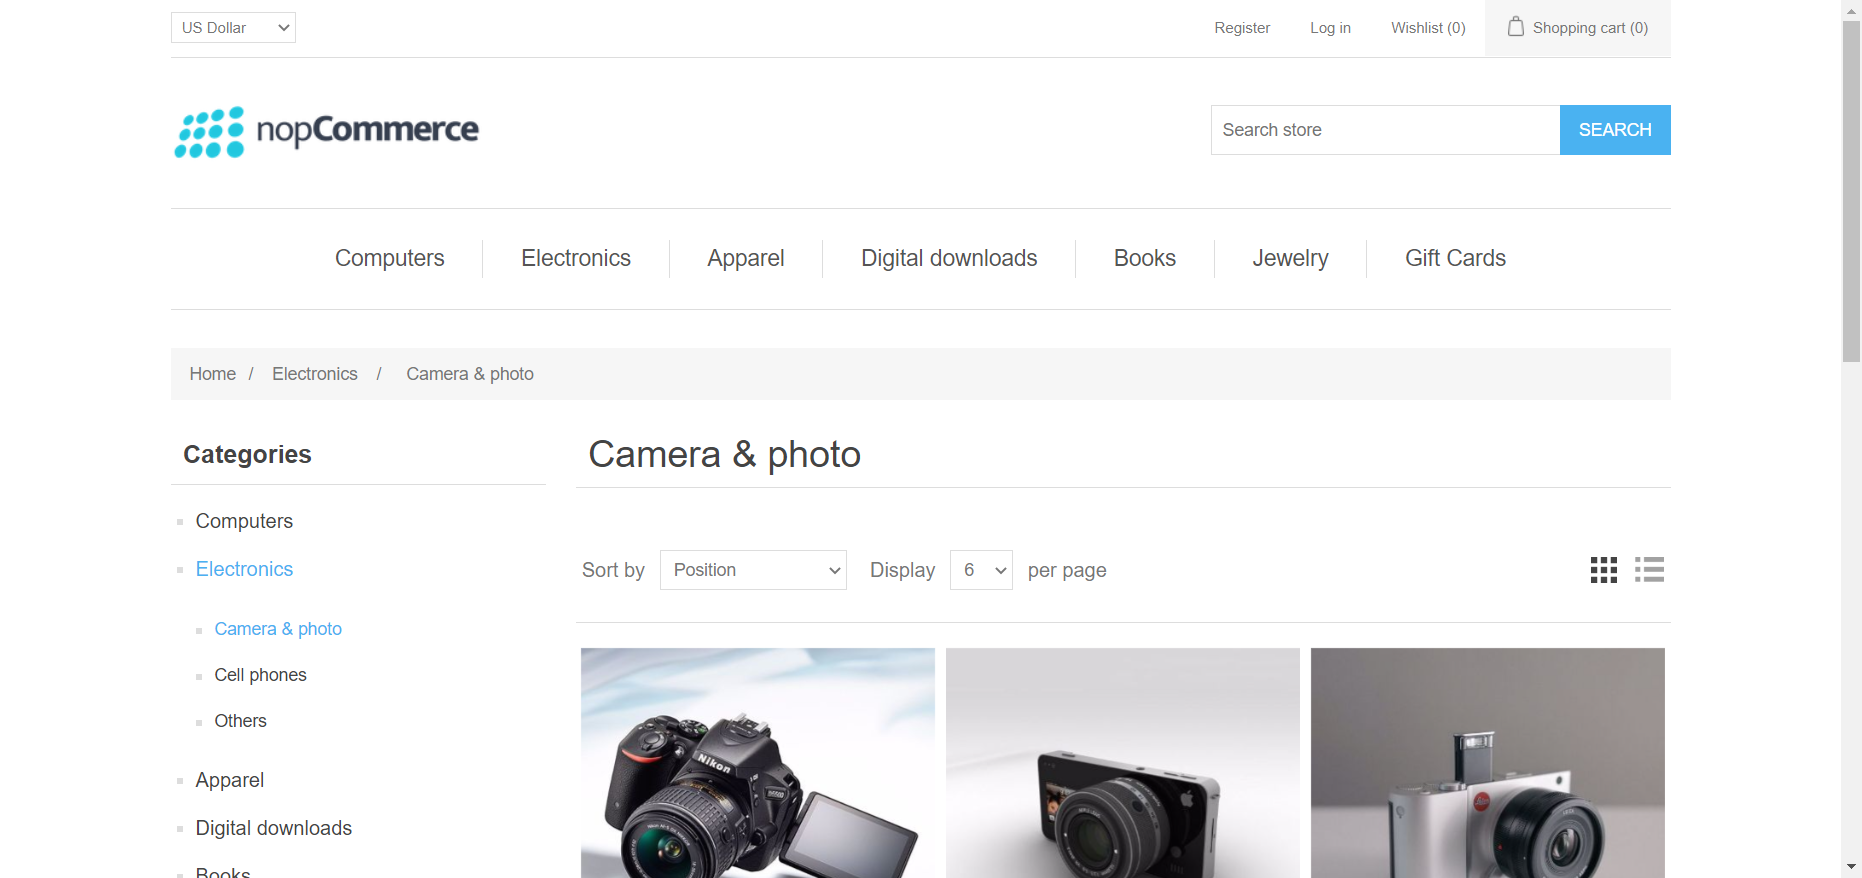 US Dollar
Register
Log in
Wishlist (0)
Shopping cart (0)
nopCommerce
Search store
SEARCH
Computers
Electronics
Apparel
Digital downloads
Books
Jewelry
Gift Cards
Home / Electronics / Camera & photo
Categories
Computers
Electronics
Camera & photo
Cell phones
Others
Apparel
Digital downloads
Books
Camera & photo
Sort by Position Display 6 per page
Nikon
Leica